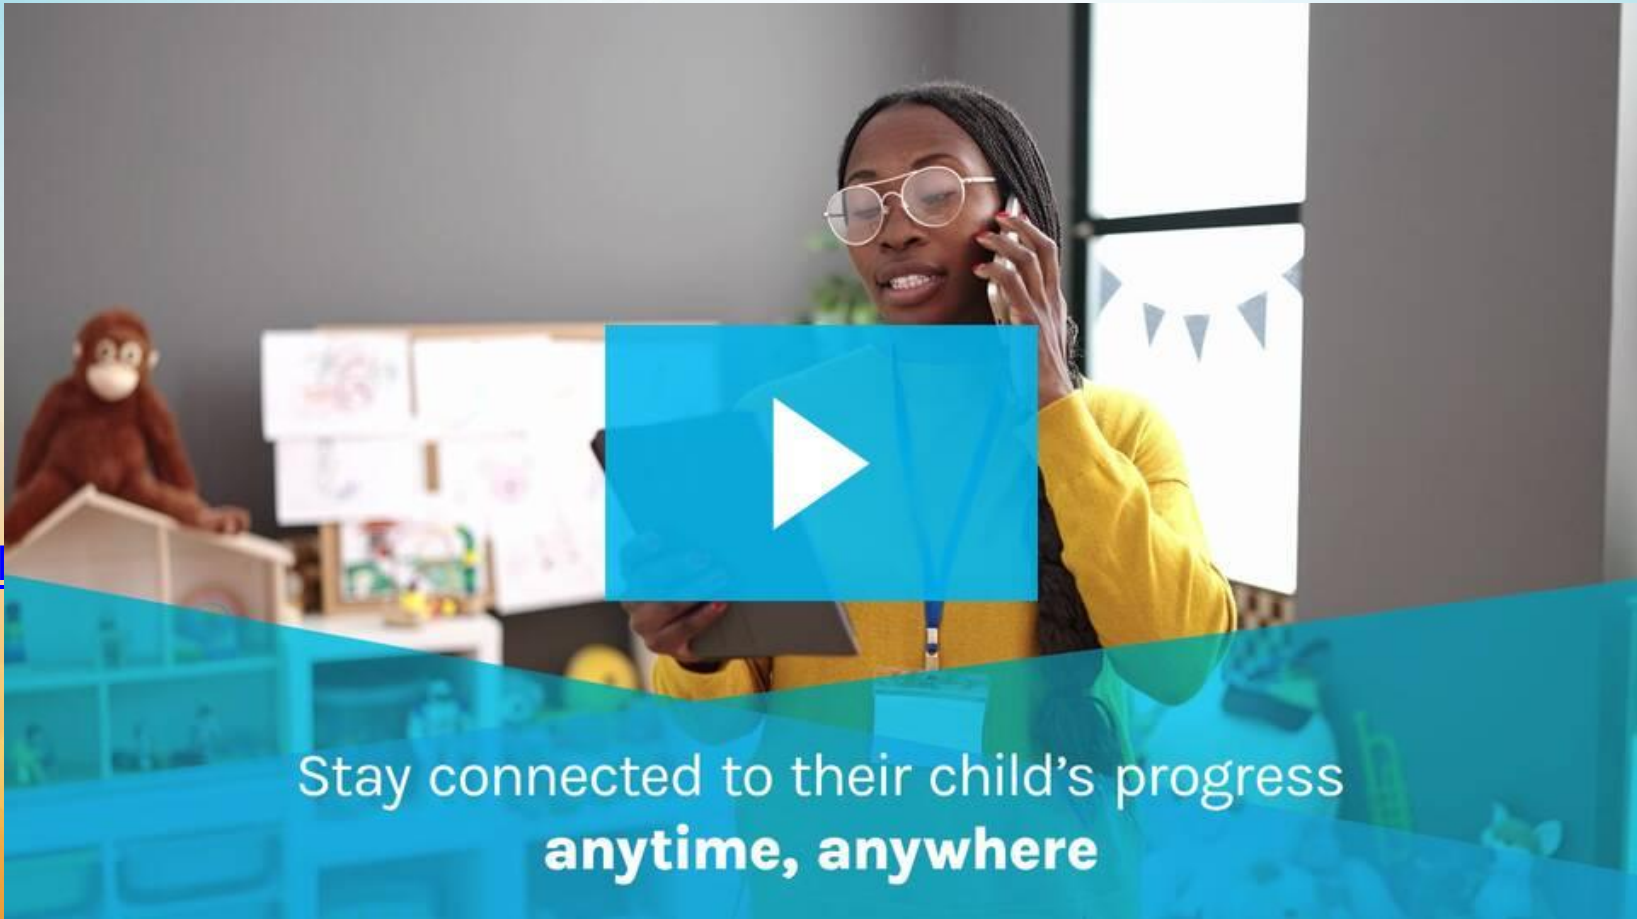 Stay connected to their child’s progress
anytime, anywhere